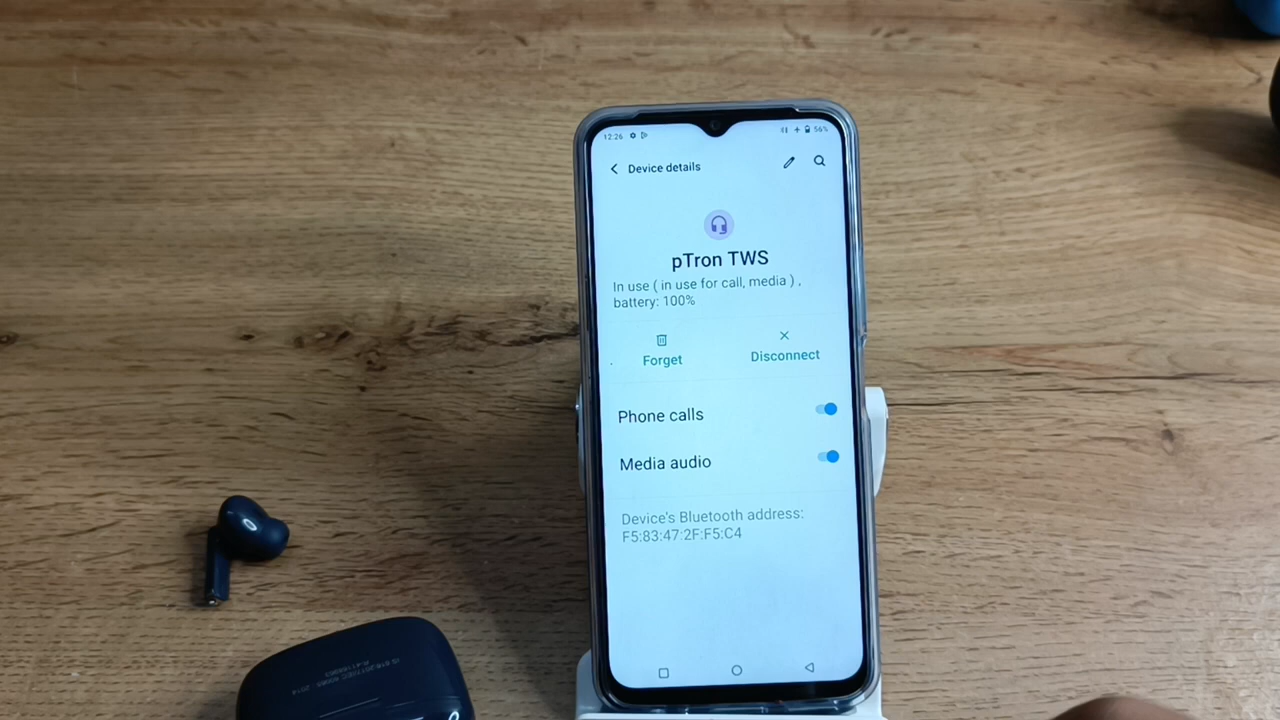 12:26
56%
Device details
pTron TWS
In use ( in use for call, media ) ,
battery: 100%
Forget
Disconnect
Phone calls
Media audio
Device's Bluetooth address:
F5:83:47:2F:F5:C4